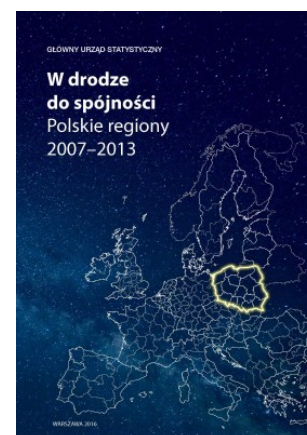 GŁÓWNY URZĄD STATYSTYCZNY
W drodze
do spójności
Polskie regiony
2007–2013
WARSZAWA 2016